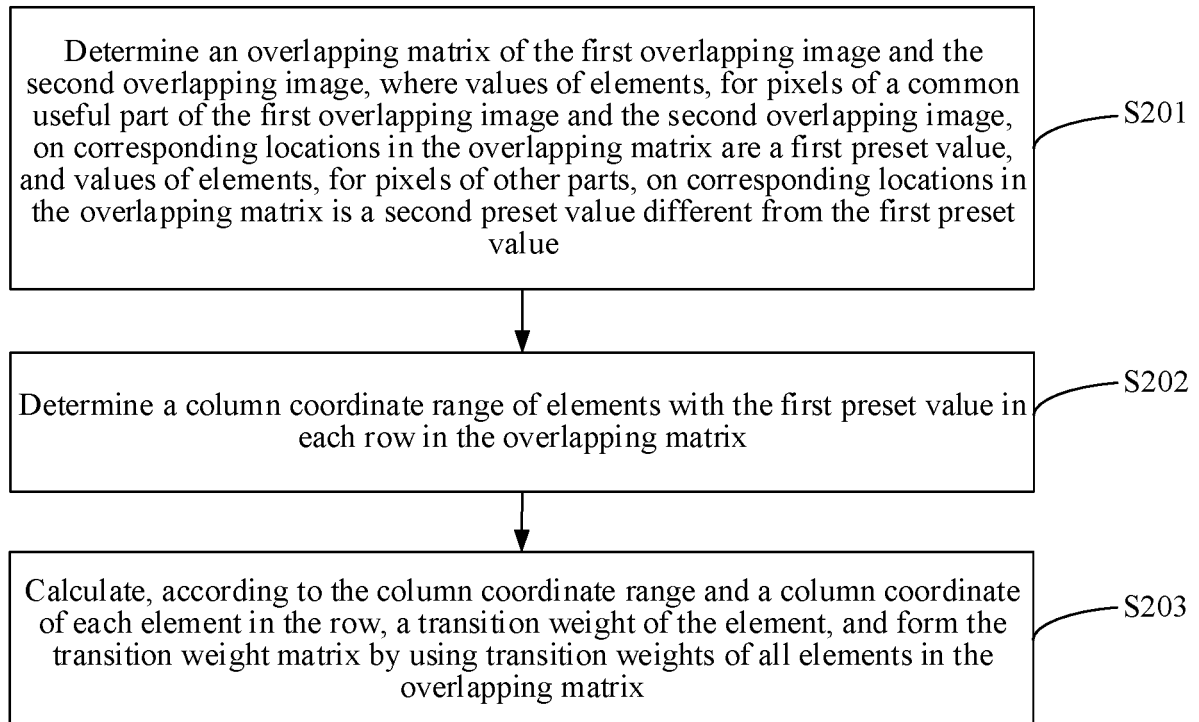 Determine an overlapping matrix of the first overlapping image and the
second overlapping image, where values of elements, for pixels of a common
useful part of the first overlapping image and the second overlapping image,
on corresponding locations in the overlapping matrix are a first preset value,
and values of elements, for pixels of other parts, on corresponding locations in
the overlapping matrix is a second preset value different from the first preset
value
S201
Determine a column coordinate range of elements with the first preset value in
each row in the overlapping matrix
S202
Calculate, according to the column coordinate range and a column coordinate
of each element in the row, a transition weight of the element, and form the
transition weight matrix by using transition weights of all elements in the
overlapping matrix
S203